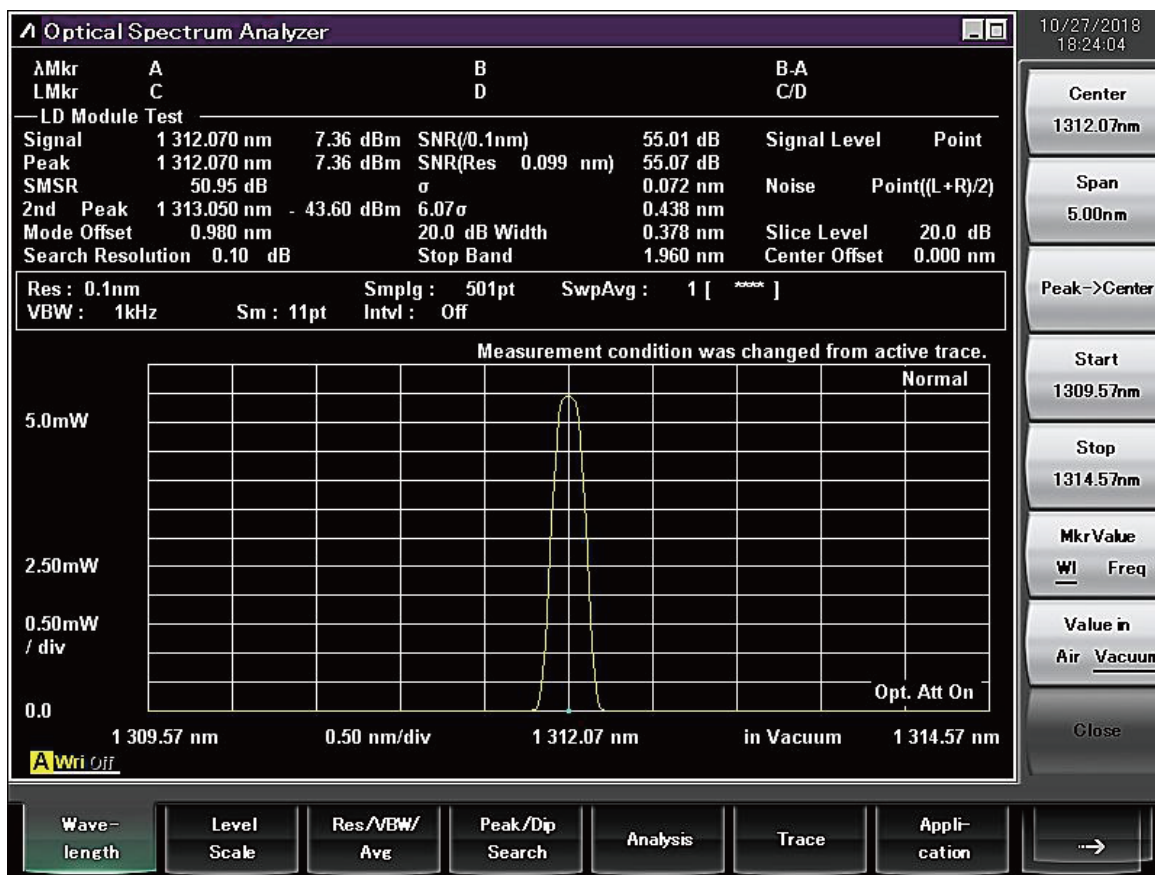 Optical Spectrum Analyzer
10/27/2018
18:24:04
λMkr A B B-A
LMkr C D C/D
LD Module Test
Signal 1 312.070 nm 7.36 dBm SNR(/0.1nm) 55.01 dB Signal Level Point
Peak 1 312.070 nm 7.36 dBm SNR(Res 0.099 nm) 55.07 dB
SMSR 50.95 dB σ 0.072 nm Noise Point((L+R)/2)
2nd Peak 1 313.050 nm - 43.60 dBm 6.07σ 0.438 nm
Mode Offset 0.980 nm 20.0 dB Width 0.378 nm Slice Level 20.0 dB
Search Resolution 0.10 dB Stop Band 1.960 nm Center Offset 0.000 nm
Res : 0.1nm Smplg : 501pt SwpAvg : 1 [ **** ]
VBW : 1kHz Sm : 11pt Intvl : Off
Measurement condition was changed from active trace.
Normal
5.0mW
2.50mW
0.50mW
/ div
Opt. Att On
0.0
1 309.57 nm 0.50 nm/div 1 312.07 nm in Vacuum 1 314.57 nm
A Wri Off
Center
1312.07nm
Span
5.00nm
Peak->Center
Start
1309.57nm
Stop
1314.57nm
MkrValue
Wl Freq
Value in
Air Vacuum
Close
Wave-
length
Level
Scale
Res/VBW/
Avg
Peak/Dip
Search
Analysis
Trace
Appli-
cation